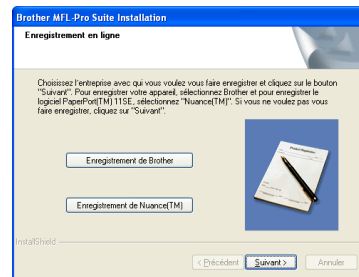 Brother MFL-Pro Suite Installation
Enregistrement en ligne
Choisissez l'entreprise avec qui vous voulez vous faire enregistrer et cliquez sur le bouton
"Suivant". Pour enregistrer votre appareil, sélectionnez Brother et pour enregistrer le
logiciel PaperPort(TM) 11SE, sélectionnez "Nuance(TM)". Si vous ne voulez pas vous
faire enregistrer, cliquez sur "Suivant".
Product Registration
Enregistrement de Brother
Enregistrement de Nuance(TM)
InstallShield
< Précédent
Suivant >
Annuler